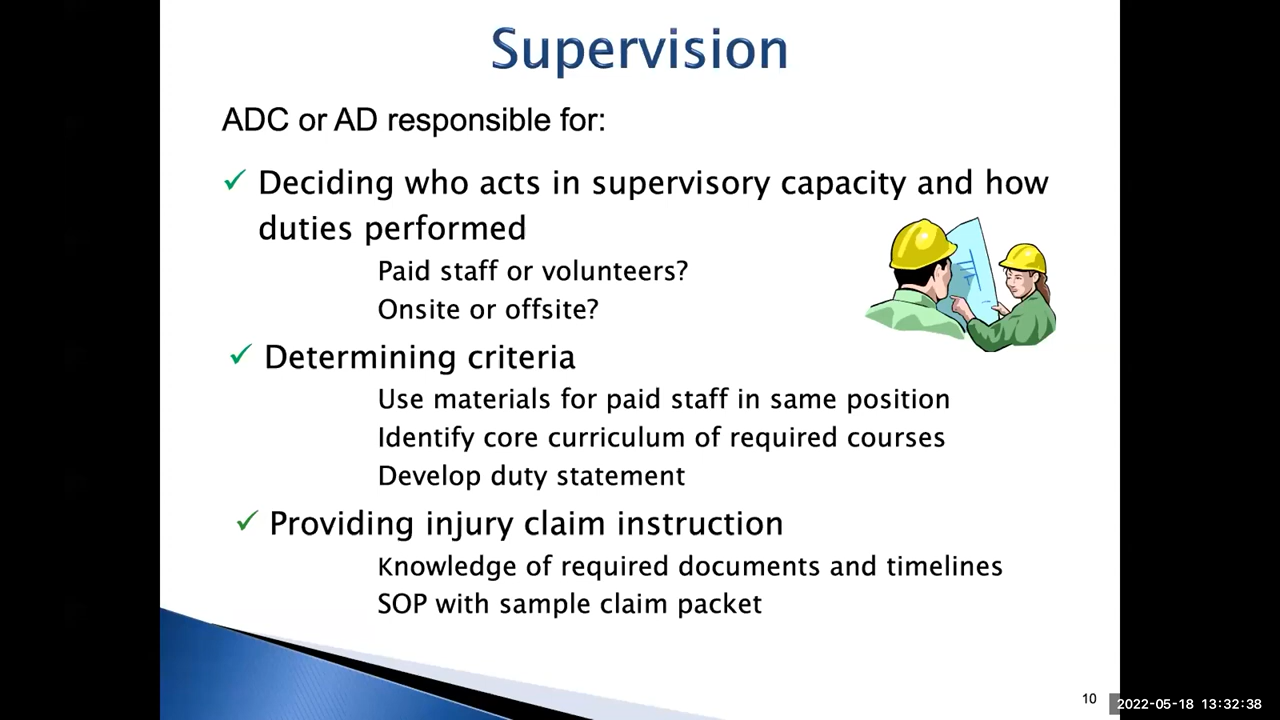 Supervision
ADC or AD responsible for:
✓ Deciding who acts in supervisory capacity and how
duties performed
Paid staff or volunteers?
Onsite or offsite?
✓ Determining criteria
Use materials for paid staff in same position
Identify core curriculum of required courses
Develop duty statement
✓ Providing injury claim instruction
Knowledge of required documents and timelines
SOP with sample claim packet
10
2022-05-18 13:32:38